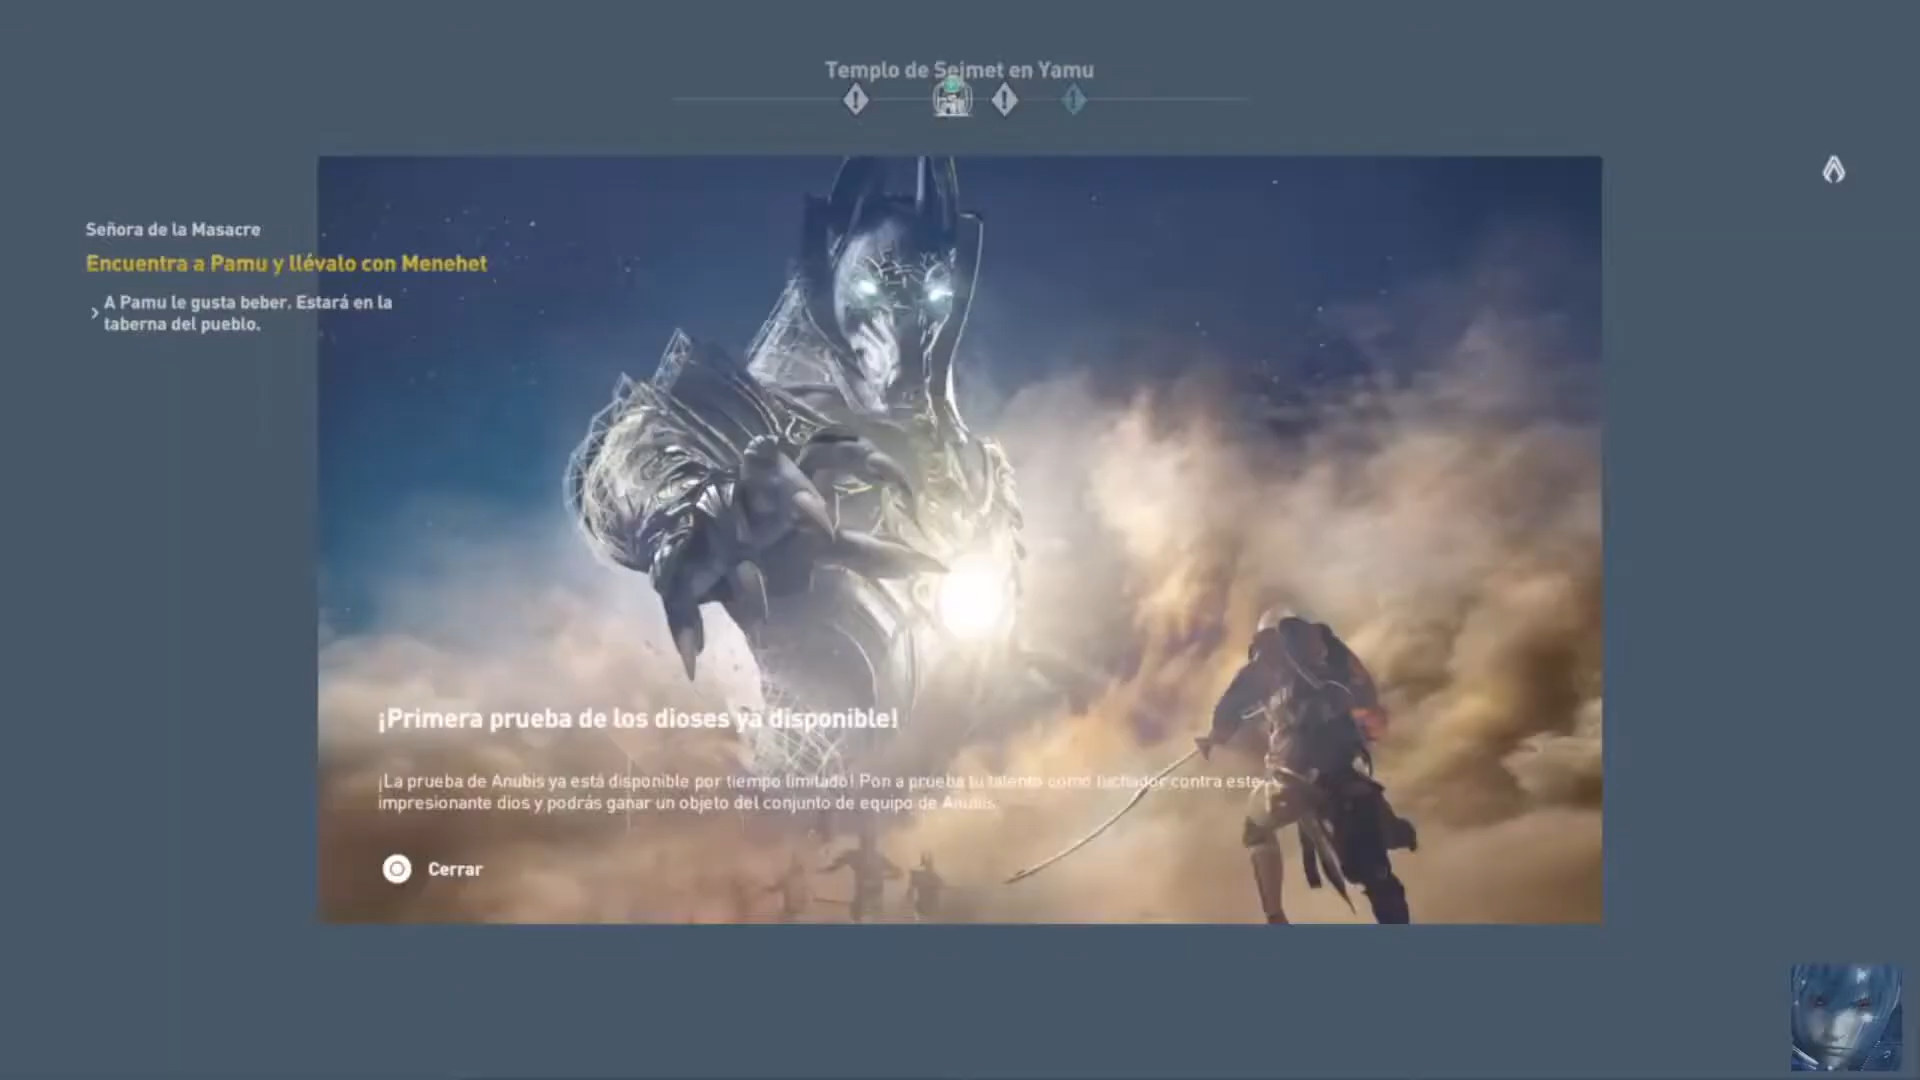 Templo de Sejmet en Yamu
Señora de la Masacre
Encuentra a Pamu y llévalo con Menehet
A Pamu le gusta beber. Estará en la
taberna del pueblo.
¡Primera prueba de los dioses ya disponible!
¡La prueba de Anubis ya está disponible por tiempo limitado! Pon a prueba tu talento como luchador contra este
impresionante dios y podrás ganar un objeto del conjunto de equipo de Anubis.
Cerrar